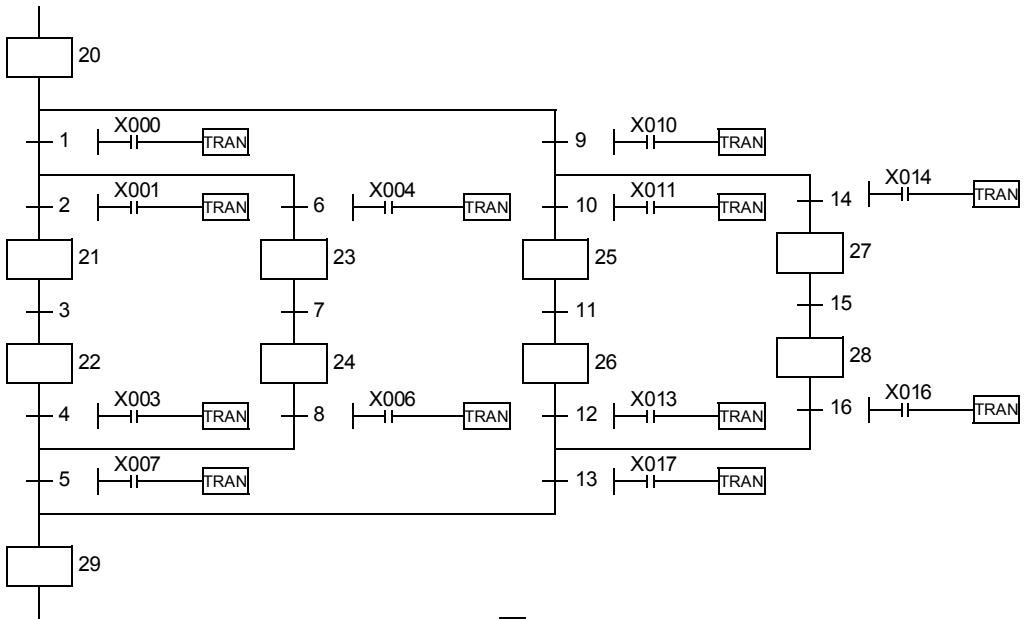 20
1 X000 TRAN 9 X010 TRAN
2 X001 TRAN 6 X004 TRAN 10 X011 TRAN 14 X014 TRAN
21 23 25 27
3 7 11 15
22 24 26 28
4 X003 TRAN 8 X006 TRAN 12 X013 TRAN 16 X016 TRAN
5 X007 TRAN 13 X017 TRAN
29